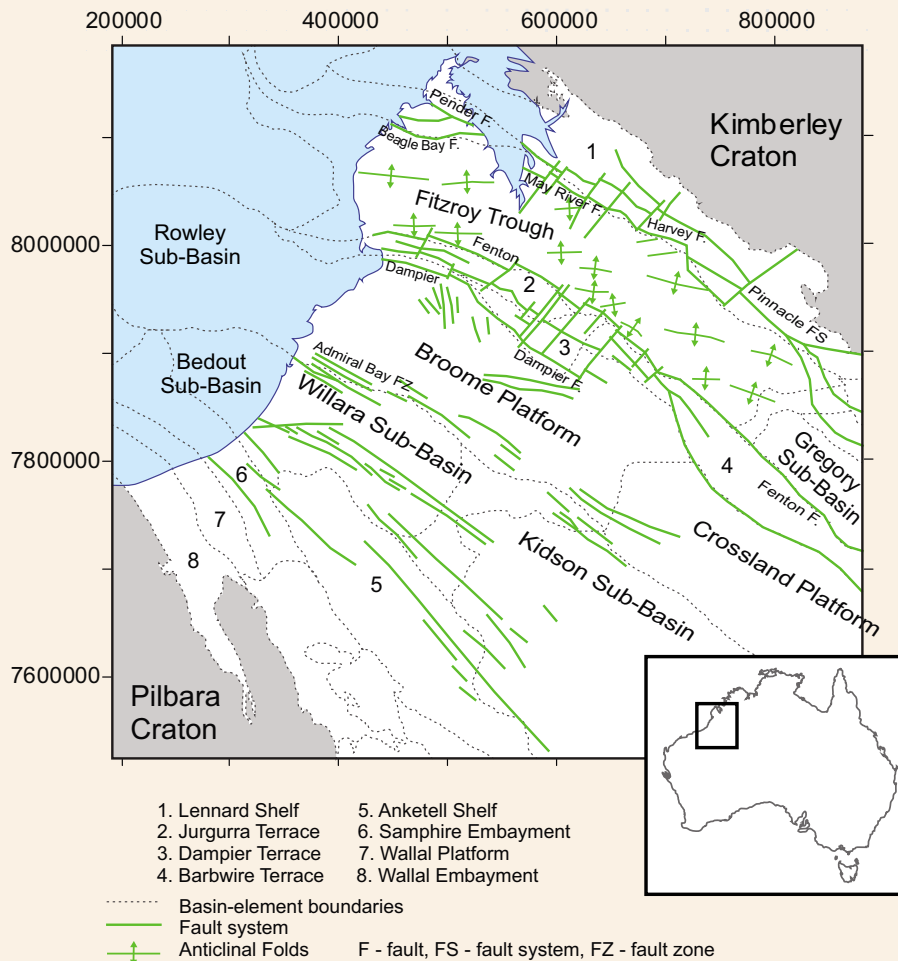 200000
400000
600000
800000
8000000
7800000
7600000
Kimberley
Craton
Pender F.
Beagle Bay F.
1
May River F.
Harvey F.
Fitzroy Trough
Rowley
Sub-Basin
Fenton
Dampier
2
Pinnacle FS
3
Dampier F.
Bedout
Sub-Basin
Admiral Bay FZ
Broome Platform
Willara Sub-Basin
Gregory
Sub-Basin
4
Fenton F.
6
7
8
5
Kidson Sub-Basin
Crossland Platform
Pilbara
Craton
1. Lennard Shelf
2. Jurgurra Terrace
3. Dampier Terrace
4. Barbwire Terrace
5. Anketell Shelf
6. Samphire Embayment
7. Wallal Platform
8. Wallal Embayment
Basin-element boundaries
Fault system
Anticlinal Folds
F - fault, FS - fault system, FZ - fault zone